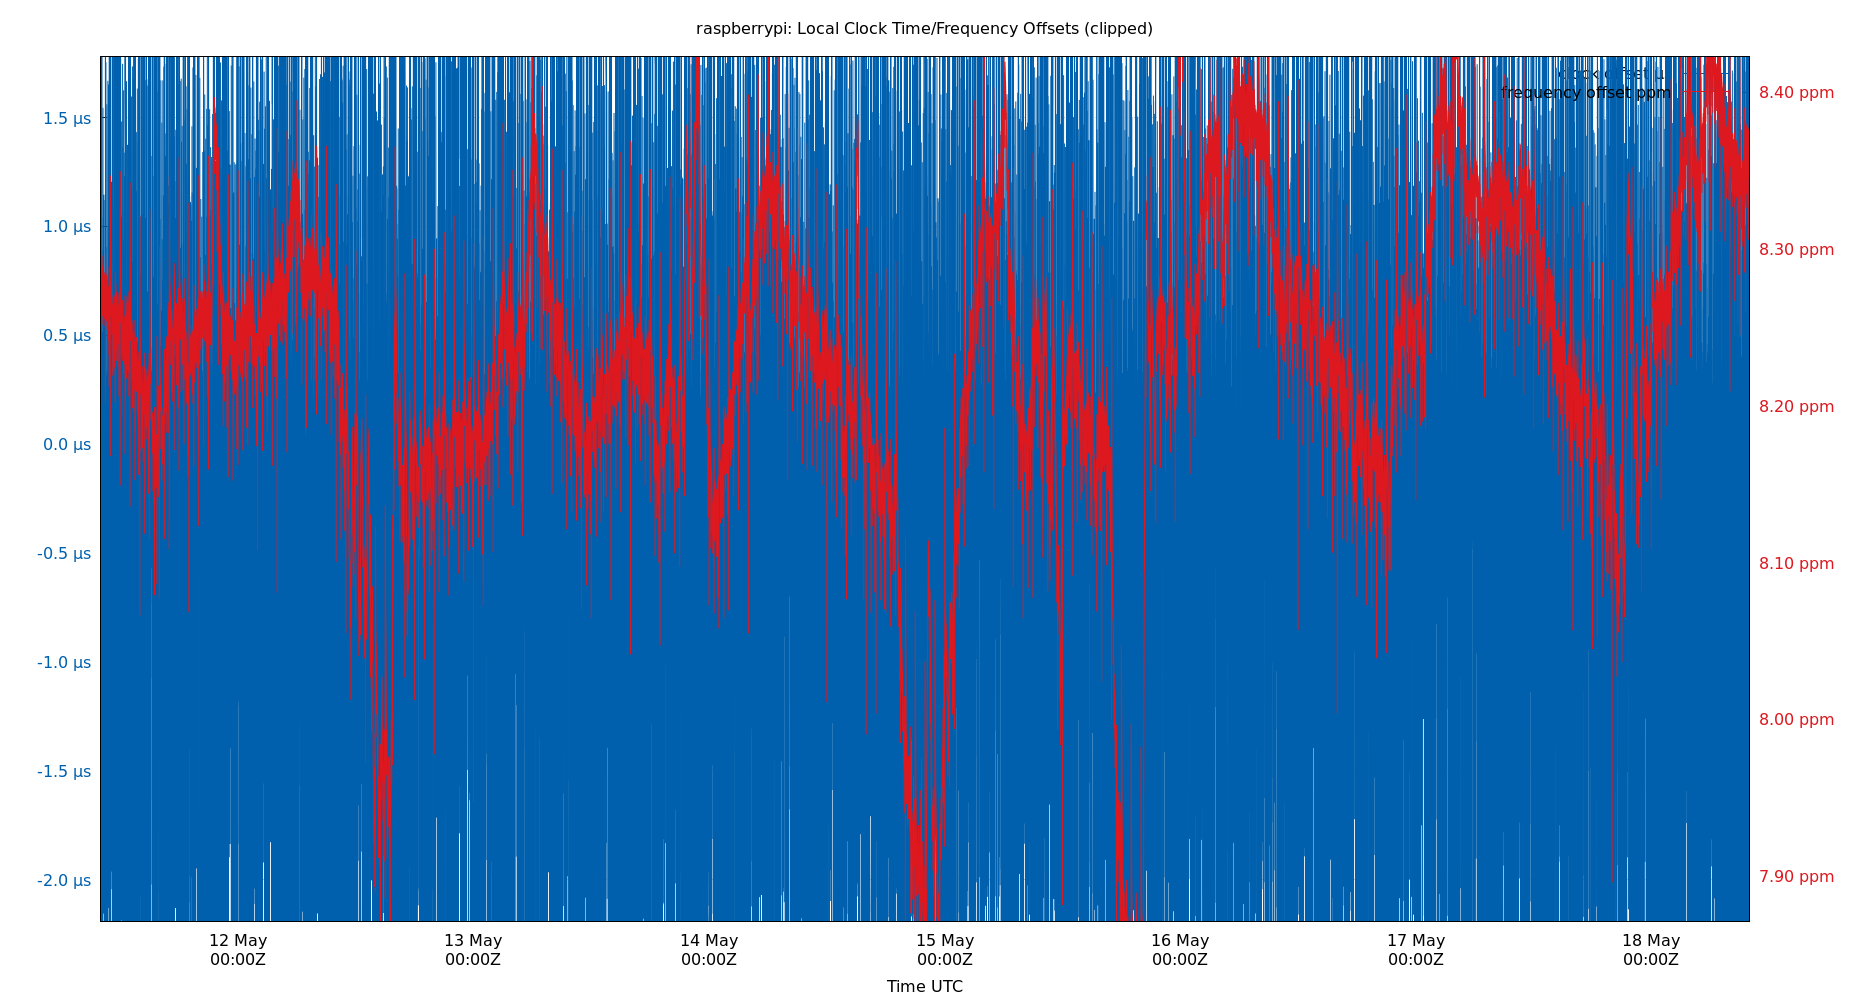 raspberrypi: Local Clock Time/Frequency Offsets (clipped)
clock offset µ
frequency offset ppm
1.5 µs
1.0 µs
0.5 µs
0.0 µs
-0.5 µs
-1.0 µs
-1.5 µs
-2.0 µs
8.40 ppm
8.30 ppm
8.20 ppm
8.10 ppm
8.00 ppm
7.90 ppm
12 May
00:00Z
13 May
00:00Z
14 May
00:00Z
15 May
00:00Z
16 May
00:00Z
17 May
00:00Z
18 May
00:00Z
Time UTC